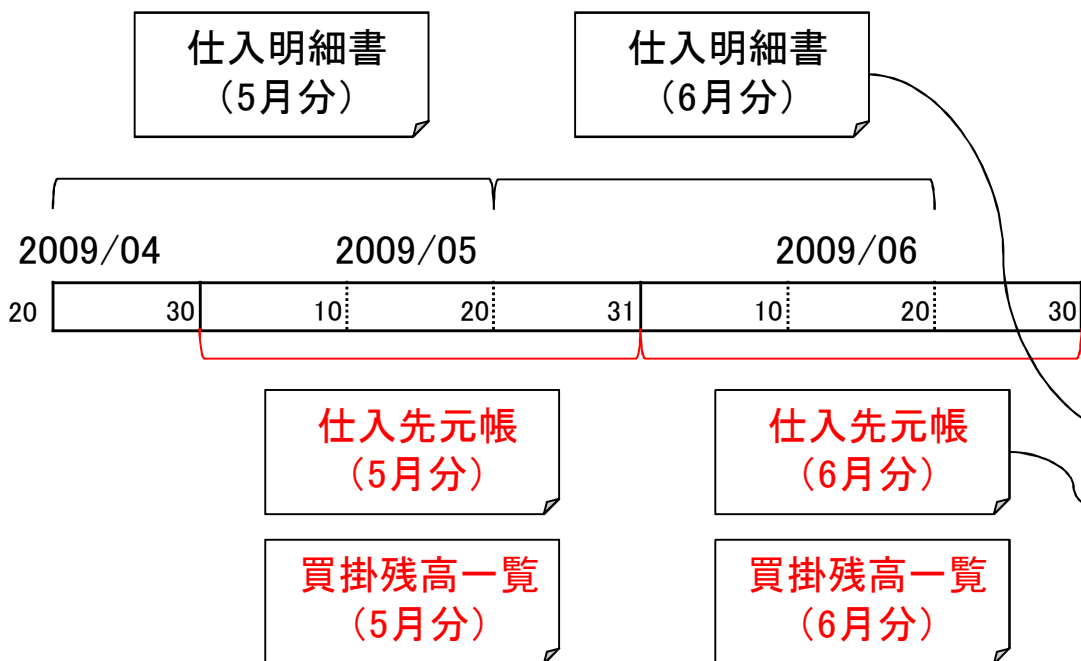 仕入明細書
（5月分）
仕入明細書
（6月分）
2009/04
2009/05
2009/06
20
30
10
20
31
10
20
30
仕入先元帳
（5月分）
仕入先元帳
（6月分）
買掛残高一覧
（5月分）
買掛残高一覧
（6月分）